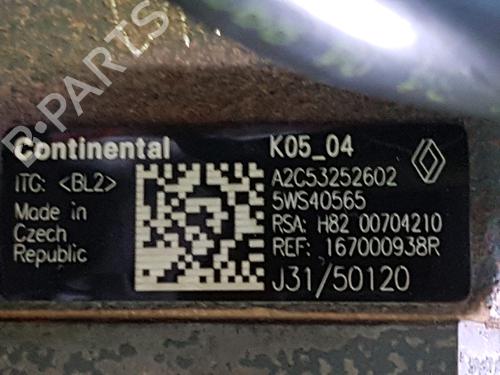 B-PARTS
Continental
K05_04
ITC: <BL2>
A2C53252602
5WS40565
Made in
Czech
Republic
RSA: H82 00704210
REF: 167000938R
J31/50120